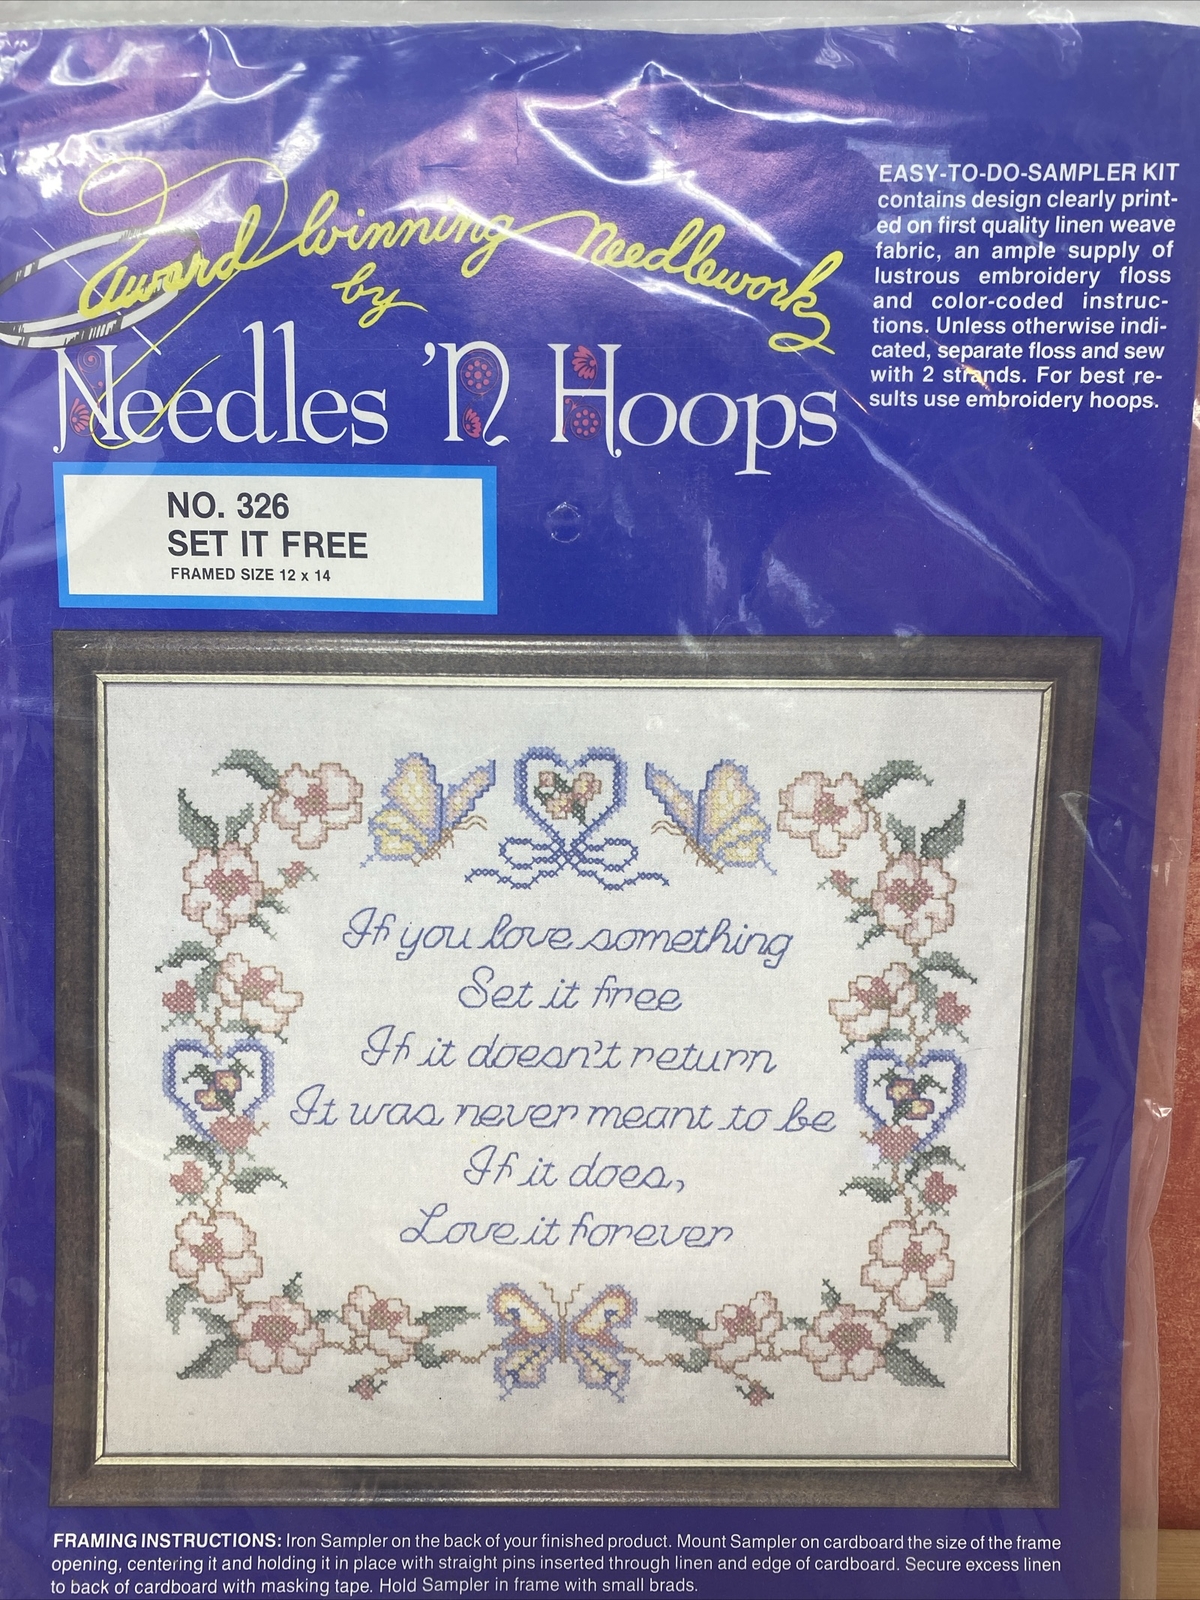 Award Winning Needlework
by
Needles 'N Hoops
EASY-TO-DO-SAMPLER KIT
contains design clearly print-
ed on first quality linen weave
fabric, an ample supply of
lustrous embroidery floss
and color-coded instruc-
tions. Unless otherwise indi-
cated, separate floss and sew
with 2 strands. For best re-
sults use embroidery hoops.
NO. 326
SET IT FREE
FRAMED SIZE 12 x 14
If you love something
Set it free
If it doesn't return
It was never meant to be
If it does,
Love it forever
FRAMING INSTRUCTIONS: Iron Sampler on the back of your finished product. Mount Sampler on cardboard the size of the frame
opening, centering it and holding it in place with straight pins inserted through linen and edge of cardboard. Secure excess linen
to back of cardboard with masking tape. Hold Sampler in frame with small brads.